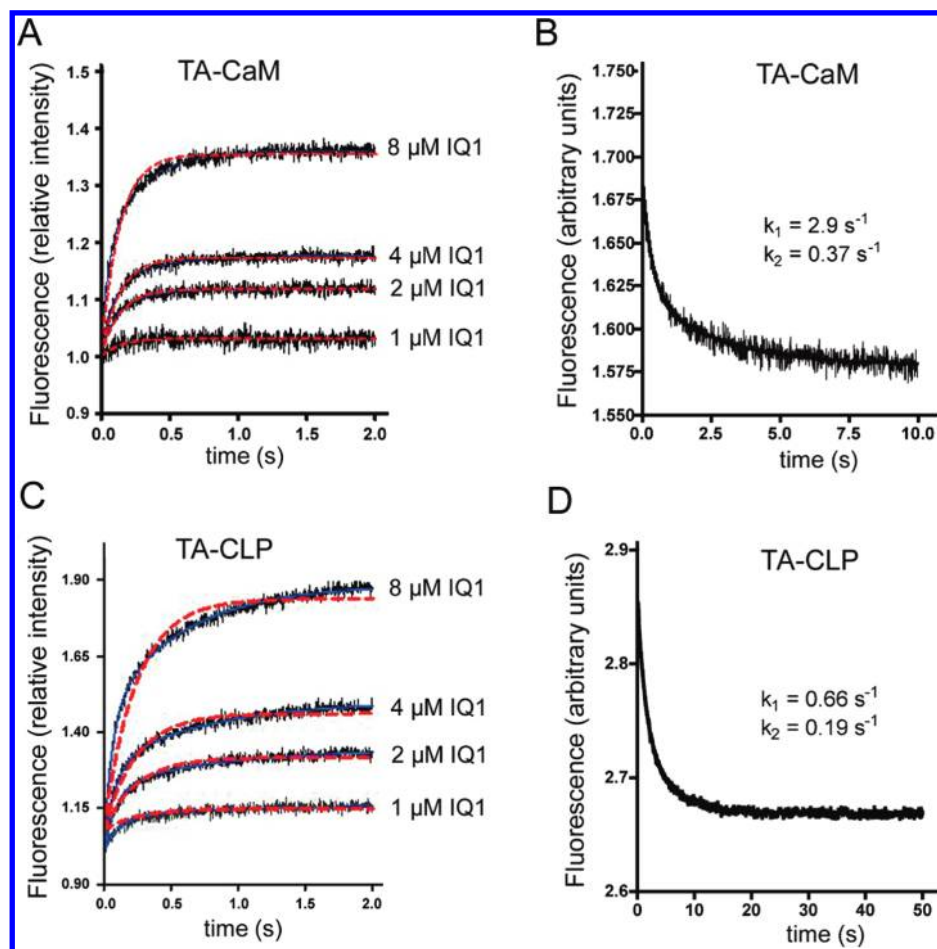 A
TA-CaM
Fluorescence (relative intensity)
1.5
1.4
1.3
1.2
1.1
1.0
0.9
8 µM IQ1
4 µM IQ1
2 µM IQ1
1 µM IQ1
0.0 0.5 1.0 1.5 2.0
time (s)
B
TA-CaM
Fluorescence (arbitrary units)
1.750
1.725
1.700
1.675
1.650
1.625
1.600
1.575
1.550
k₁ = 2.9 s⁻¹
k₂ = 0.37 s⁻¹
0.0 2.5 5.0 7.5 10.0
time (s)
C
TA-CLP
Fluorescence (relative intensity)
1.90
1.65
1.40
1.15
0.90
8 µM IQ1
4 µM IQ1
2 µM IQ1
1 µM IQ1
0.0 0.5 1.0 1.5 2.0
time (s)
D
TA-CLP
Fluorescence (arbitrary units)
2.9
2.8
2.7
2.6
k₁ = 0.66 s⁻¹
k₂ = 0.19 s⁻¹
0 10 20 30 40 50
time (s)